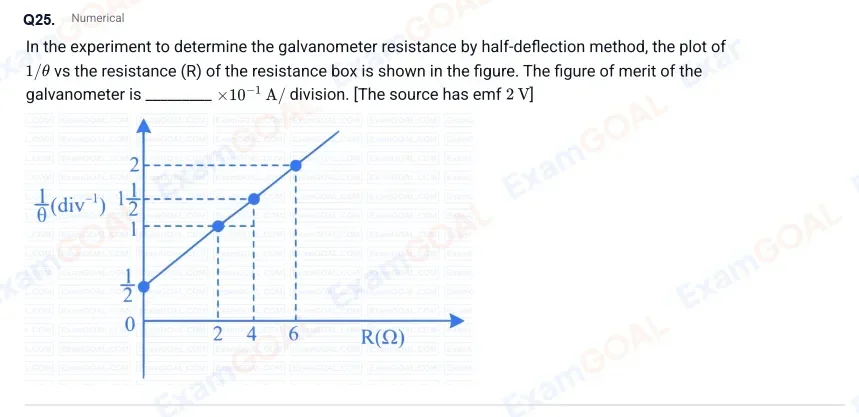 Q25. Numerical
In the experiment to determine the galvanometer resistance by half-deflection method, the plot of
1/θ vs the resistance (R) of the resistance box is shown in the figure. The figure of merit of the
galvanometer is ________ ×10⁻¹ A/ division. [The source has emf 2 V]
2
1/θ (div⁻¹) 1 1/2
1
1/2
0
2 4 6 R(Ω)
ExamGOAL
ExamGOAL
ExamGOAL
ExamGOAL
ExamGOAL